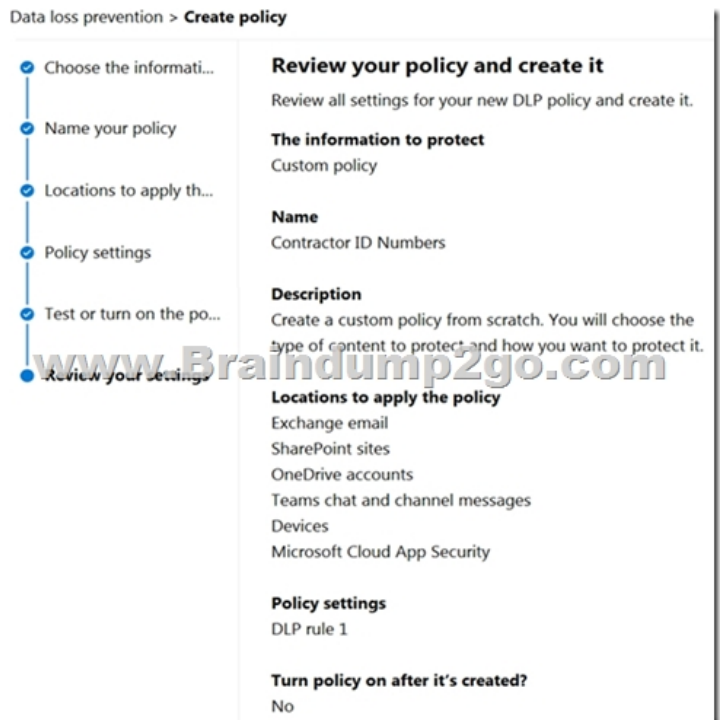 Data loss prevention > Create policy
Choose the informati...
Name your policy
Locations to apply th...
Policy settings
Test or turn on the po...
Review your settings
Review your policy and create it
Review all settings for your new DLP policy and create it.
The information to protect
Custom policy
Name
Contractor ID Numbers
Description
Create a custom policy from scratch. You will choose the
type of content to protect and how you want to protect it.
www.Braindump2go.com
Locations to apply the policy
Exchange email
SharePoint sites
OneDrive accounts
Teams chat and channel messages
Devices
Microsoft Cloud App Security
Policy settings
DLP rule 1
Turn policy on after it's created?
No